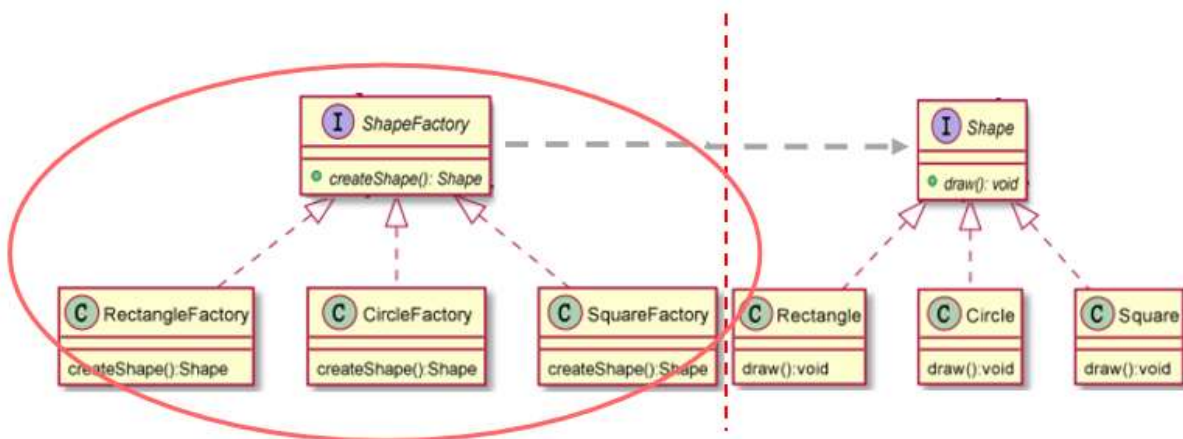 I ShapeFactory
createShape(): Shape
I Shape
draw(): void
C RectangleFactory
createShape():Shape
C CircleFactory
createShape():Shape
C SquareFactory
createShape():Shape
C Rectangle
draw():void
C Circle
draw():void
C Square
draw():void